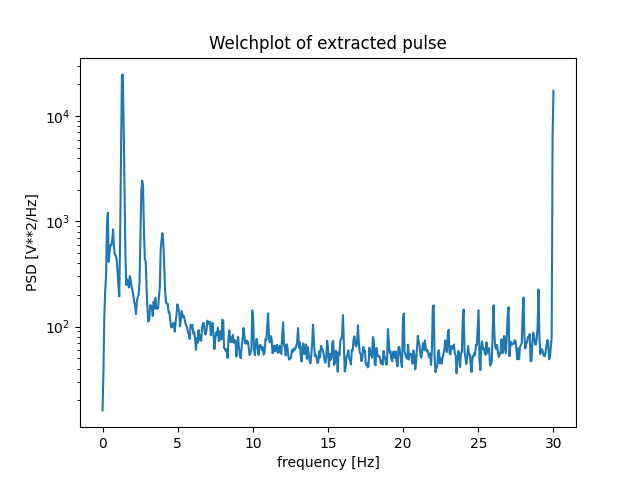 Welchplot of extracted pulse
PSD [V**2/Hz]
10^4
10^3
10^2
0 5 10 15 20 25 30
frequency [Hz]